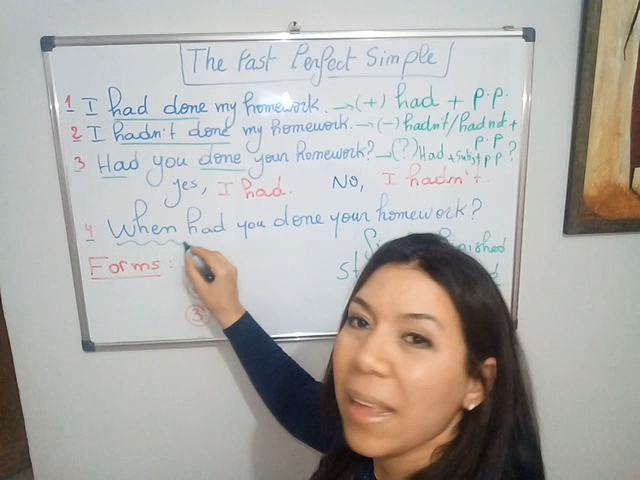 The Past Perfect Simple
1 I had done my homework. → (+) had + p.p.
2 I hadn't done my homework. → (-) hadn't/had not +
p.p
3 Had you done your homework? → (?) Had + subj + p p ?
yes, I had. No, I hadn't.
4 When had you done your homework?
Forms :
3